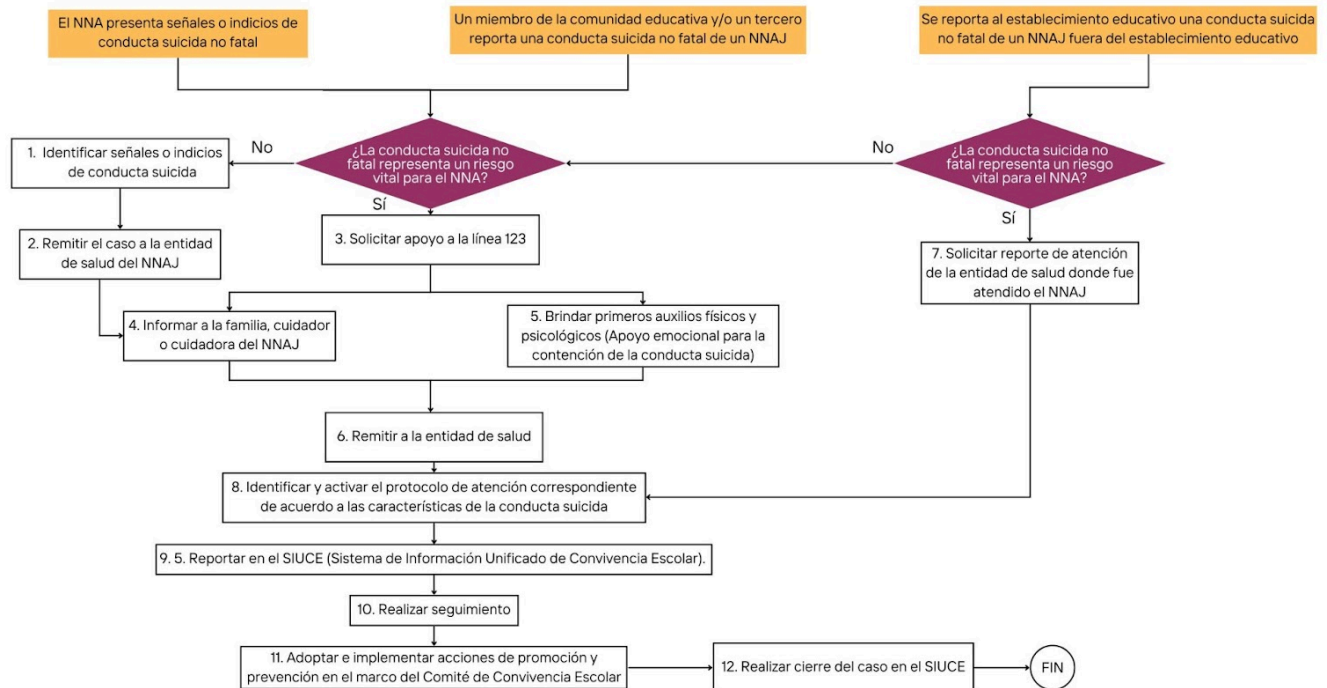 El NNA presenta señales o indicios de
conducta suicida no fatal
Un miembro de la comunidad educativa y/o un tercero
reporta una conducta suicida no fatal de un NNAJ
Se reporta al establecimiento educativo una conducta suicida
no fatal de un NNAJ fuera del establecimiento educativo
1. Identificar señales o indicios
de conducta suicida
No
¿La conducta suicida no
fatal representa un riesgo
vital para el NNA?
No
¿La conducta suicida no
fatal representa un riesgo
vital para el NNA?
Sí
Sí
2. Remitir el caso a la entidad
de salud del NNAJ
3. Solicitar apoyo a la línea 123
7. Solicitar reporte de atención
de la entidad de salud donde fue
atendido el NNAJ
4. Informar a la familia, cuidador
o cuidadora del NNAJ
5. Brindar primeros auxilios físicos y
psicológicos (Apoyo emocional para la
contención de la conducta suicida)
6. Remitir a la entidad de salud
8. Identificar y activar el protocolo de atención correspondiente
de acuerdo a las características de la conducta suicida
9. 5. Reportar en el SIUCE (Sistema de Información Unificado de Convivencia Escolar).
10. Realizar seguimiento
11. Adoptar e implementar acciones de promoción y
prevención en el marco del Comité de Convivencia Escolar
12. Realizar cierre del caso en el SIUCE
FIN